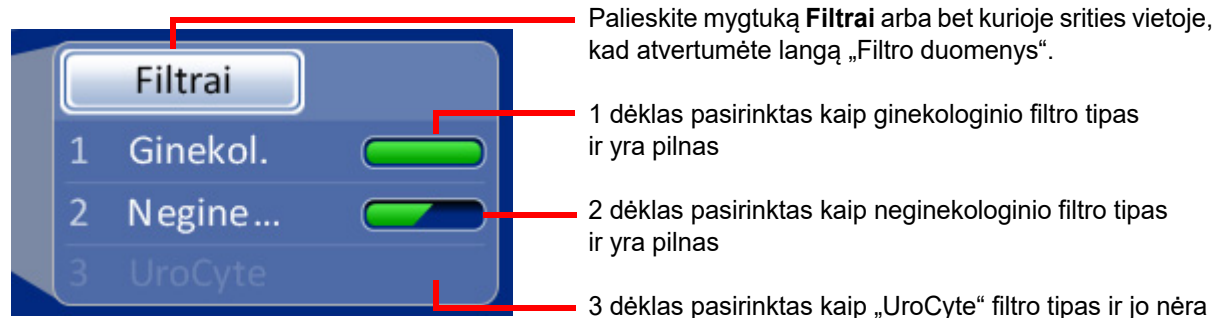 Filtrai
1 Ginekol.
2 Negine...
3 UroCyte
Palieskite mygtuką Filtrai arba bet kurioje srities vietoje,
kad atvertumėte langą „Filtro duomenys“.
1 dėklas pasirinktas kaip ginekologinio filtro tipas
ir yra pilnas
2 dėklas pasirinktas kaip neginekologinio filtro tipas
ir yra pilnas
3 dėklas pasirinktas kaip „UroCyte“ filtro tipas ir jo nėra